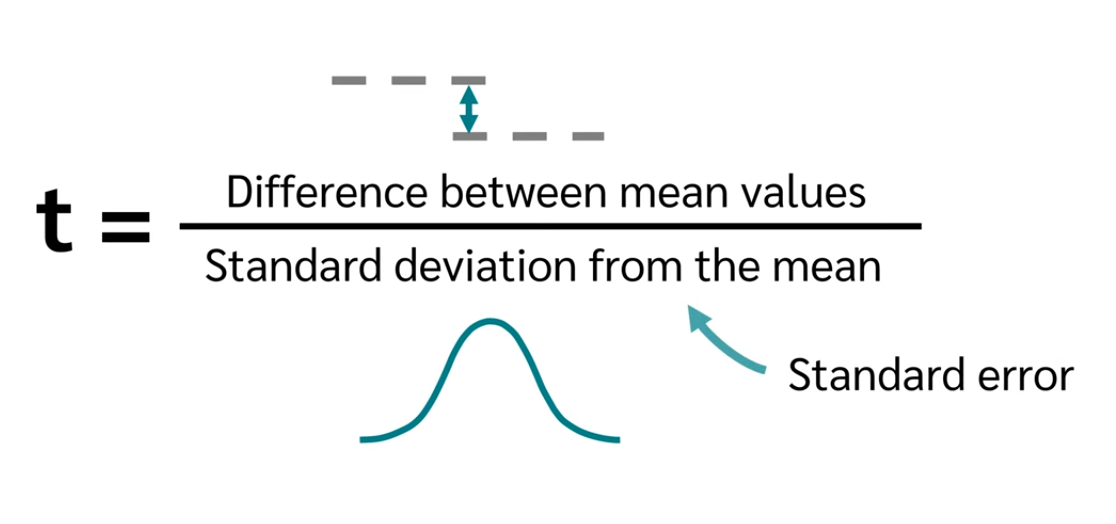 t =
Difference between mean values
Standard deviation from the mean
Standard error